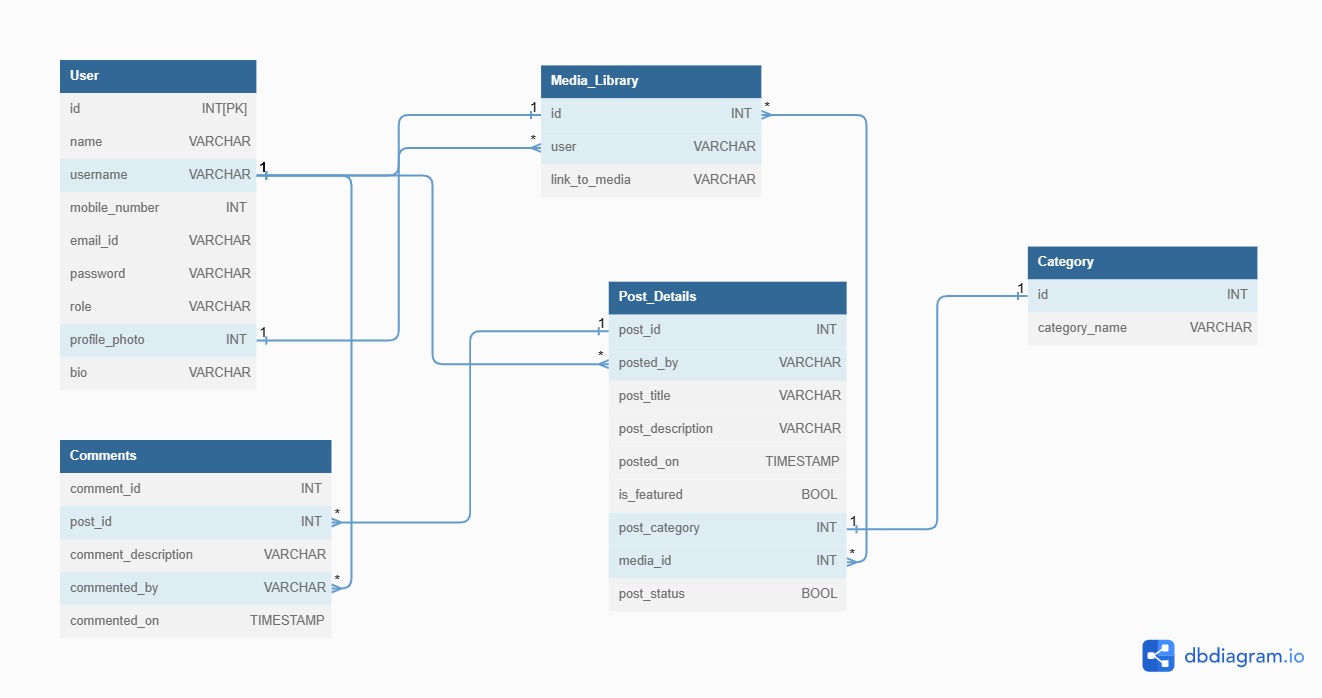 User
id INT[PK]
name VARCHAR
username VARCHAR 1
mobile_number INT
email_id VARCHAR
password VARCHAR
role VARCHAR
profile_photo INT 1
bio VARCHAR
Media_Library
1 id INT *
* user VARCHAR
link_to_media VARCHAR
Category
1 id INT
category_name VARCHAR
Post_Details
1 post_id INT
* posted_by VARCHAR
post_title VARCHAR
post_description VARCHAR
posted_on TIMESTAMP
is_featured BOOL
post_category INT 1
media_id INT *
post_status BOOL
Comments
comment_id INT
post_id INT *
comment_description VARCHAR
commented_by VARCHAR *
commented_on TIMESTAMP
dbdiagram.io